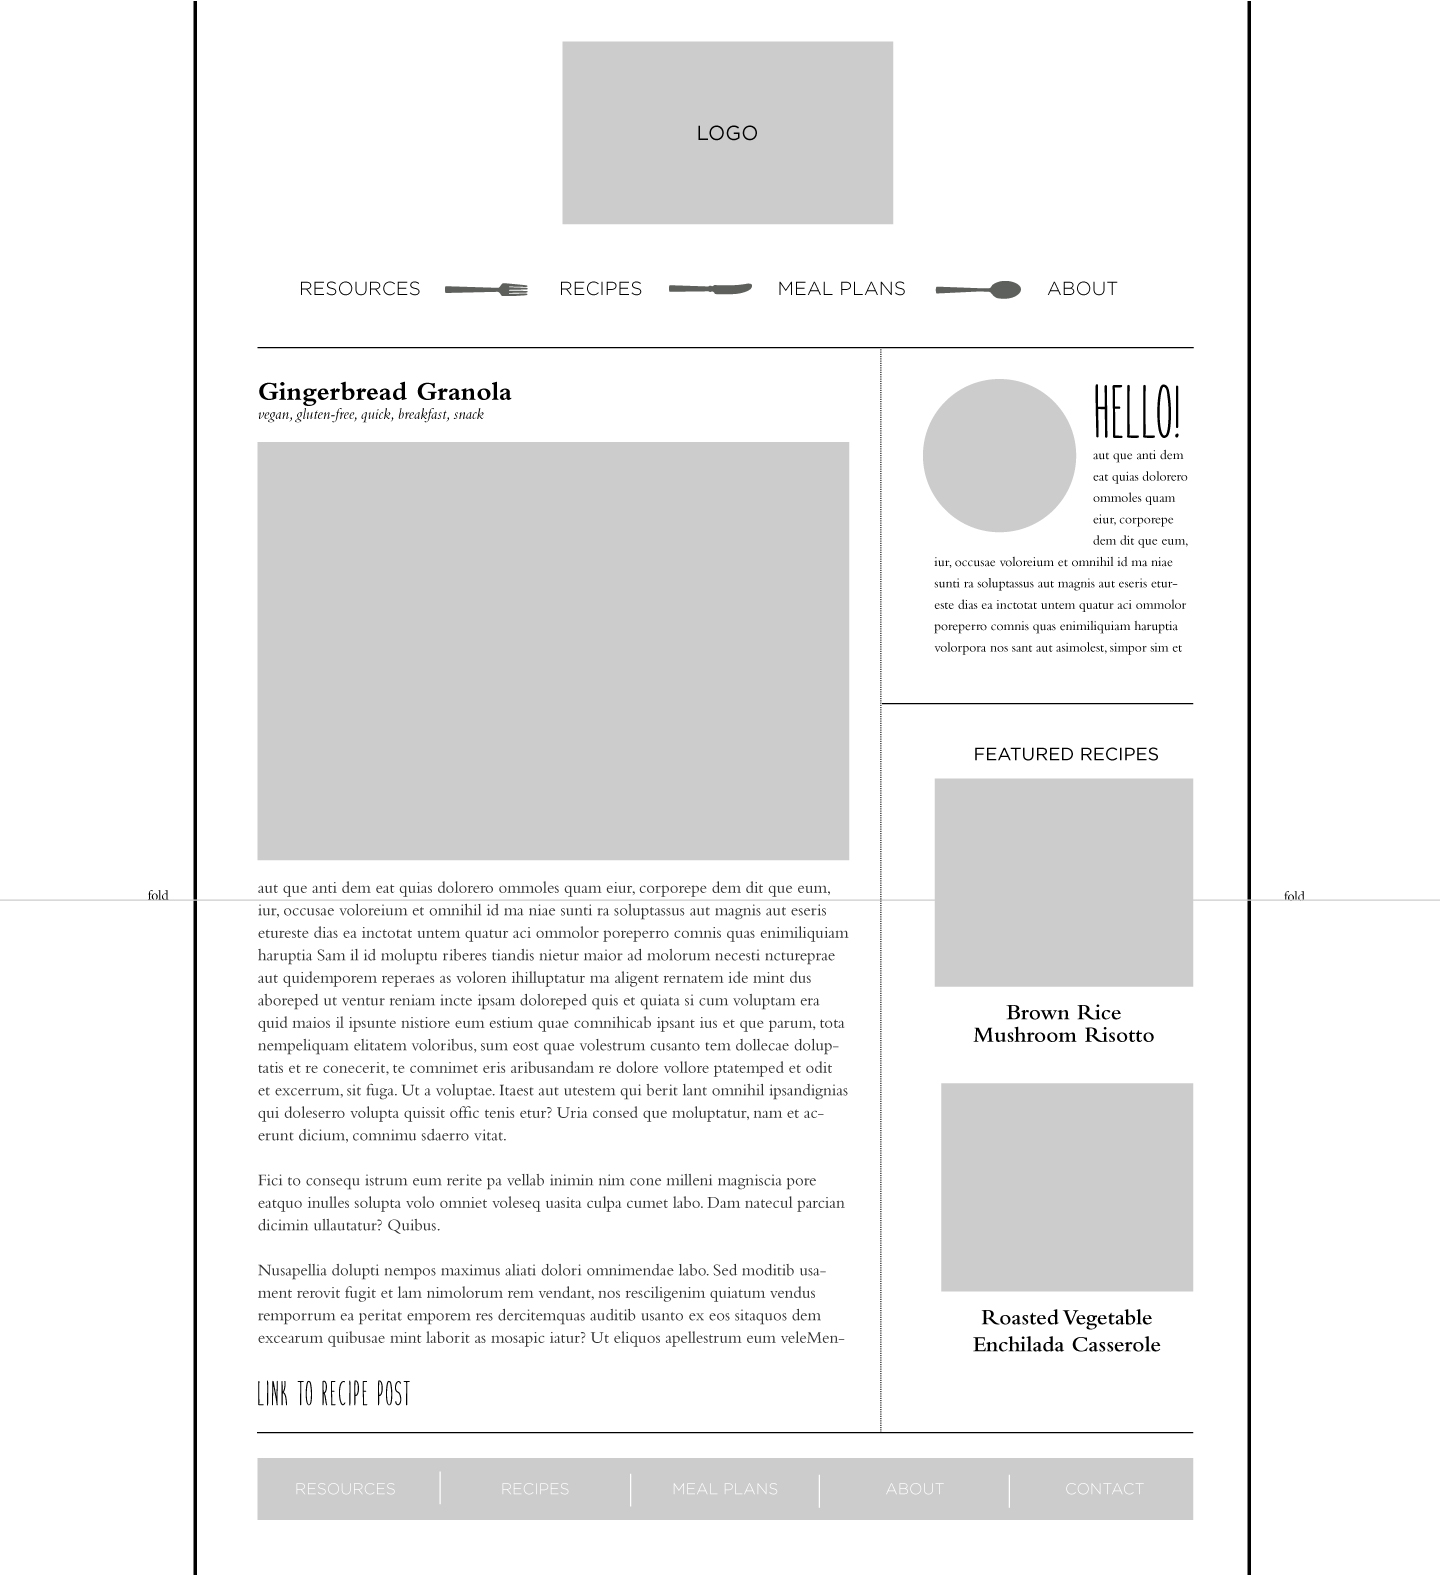 LOGO
RESOURCES RECIPES MEAL PLANS ABOUT
Gingerbread Granola
vegan, gluten-free, quick, breakfast, snack
aut que anti dem eat quias dolorero ommoles quam eiur, corporepe dem dit que eum,
iur, occusae voloreium et omnihil id ma niae sunti ra soluptassus aut magnis aut eseris
etureste dias ea inctotat untem quatur aci ommolor poreperro comnis quas enimiliquiam
haruptia Sam il id moluptu riberes tiandis nietur maior ad molorum necesti nctureprae
aut quidemporem reperaes as voloren ihilluptatur ma aligent rernatem ide mint dus
aboreped ut ventur reniam incte ipsam doloreped quis et quiata si cum voluptam era
quid maios il ipsunte nistiore eum estium quae comnihicab ipsant ius et que parum, tota
nempeliquam elitatem voloribus, sum eost quae volestrum cusanto tem dollecae dolup-
tatis et re conecerit, te comnimet eris aribusandam re dolore vollore ptatemped et odit
et excerrum, sit fuga. Ut a voluptae. Itaest aut utestem qui berit lant omnihil ipsandignias
qui doleserro volupta quissit offic tenis etur? Uria consed que moluptatur, nam et ac-
erunt dicium, comnimu sdaerro vitat.
Fici to consequ istrum eum rerite pa vellab inimin nim cone milleni magniscia pore
eatquo inulles solupta volo omniet voleseq uasita culpa cumet labo. Dam natecul parcian
dicimin ullautatur? Quibus.
Nusapellia dolupti nempos maximus aliati dolori omnimendae labo. Sed moditib usa-
ment rerovit fugit et lam nimolorum rem vendant, nos resciligenim quiatum vendus
remporrum ea peritat emporem res dercitemquas auditib usanto ex eos sitaquos dem
excearum quibusae mint laborit as mosapic iatur? Ut eliquos apellestrum eum veleMen-
LINK TO RECIPE POST
HELLO!
aut que anti dem
eat quias dolorero
ommoles quam
eiur, corporepe
dem dit que eum,
iur, occusae voloreium et omnihil id ma niae
sunti ra soluptassus aut magnis aut eseris etur-
este dias ea inctotat untem quatur aci ommolor
poreperro comnis quas enimiliquiam haruptia
volorpora nos sant aut asimolest, simpor sim et
FEATURED RECIPES
Brown Rice
Mushroom Risotto
Roasted Vegetable
Enchilada Casserole
fold
fold
RESOURCES RECIPES MEAL PLANS ABOUT CONTACT